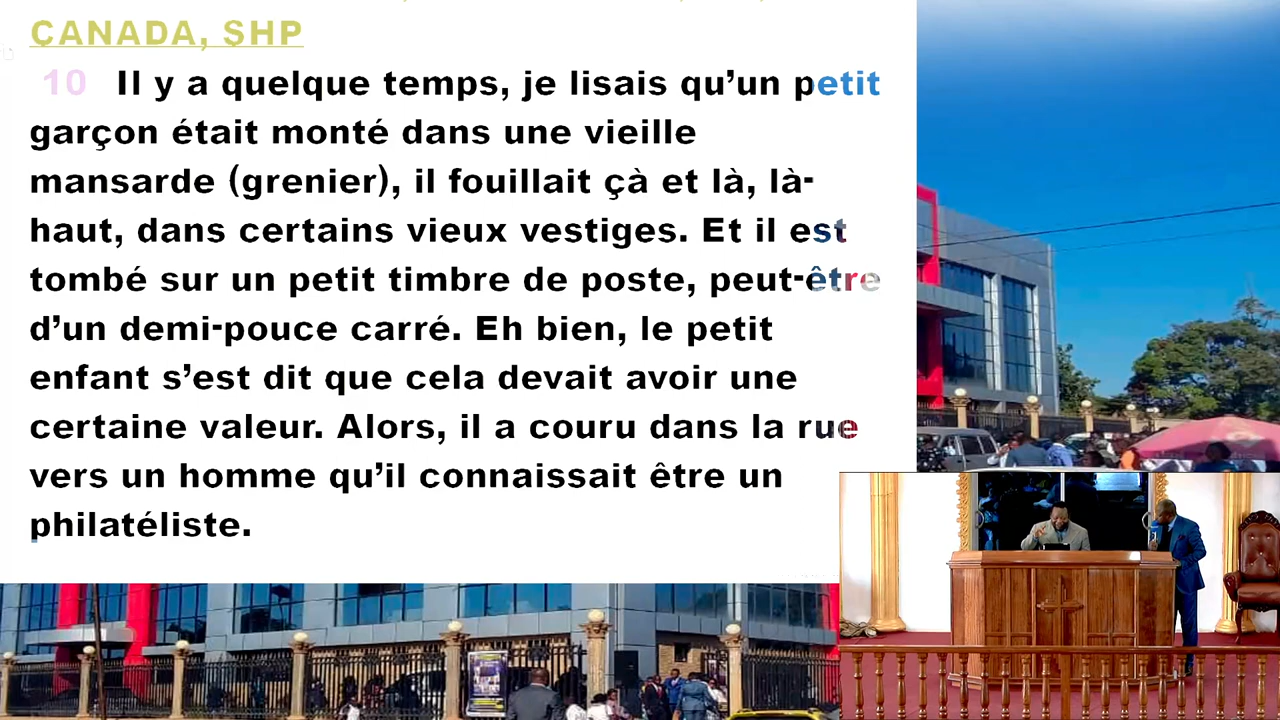 CANADA, SHP
10 Il y a quelque temps, je lisais qu’un petit
garçon était monté dans une vieille
mansarde (grenier), il fouillait çà et là, là-
haut, dans certains vieux vestiges. Et il est
tombé sur un petit timbre de poste, peut-être
d’un demi-pouce carré. Eh bien, le petit
enfant s’est dit que cela devait avoir une
certaine valeur. Alors, il a couru dans la rue
vers un homme qu’il connaissait être un
philatéliste.